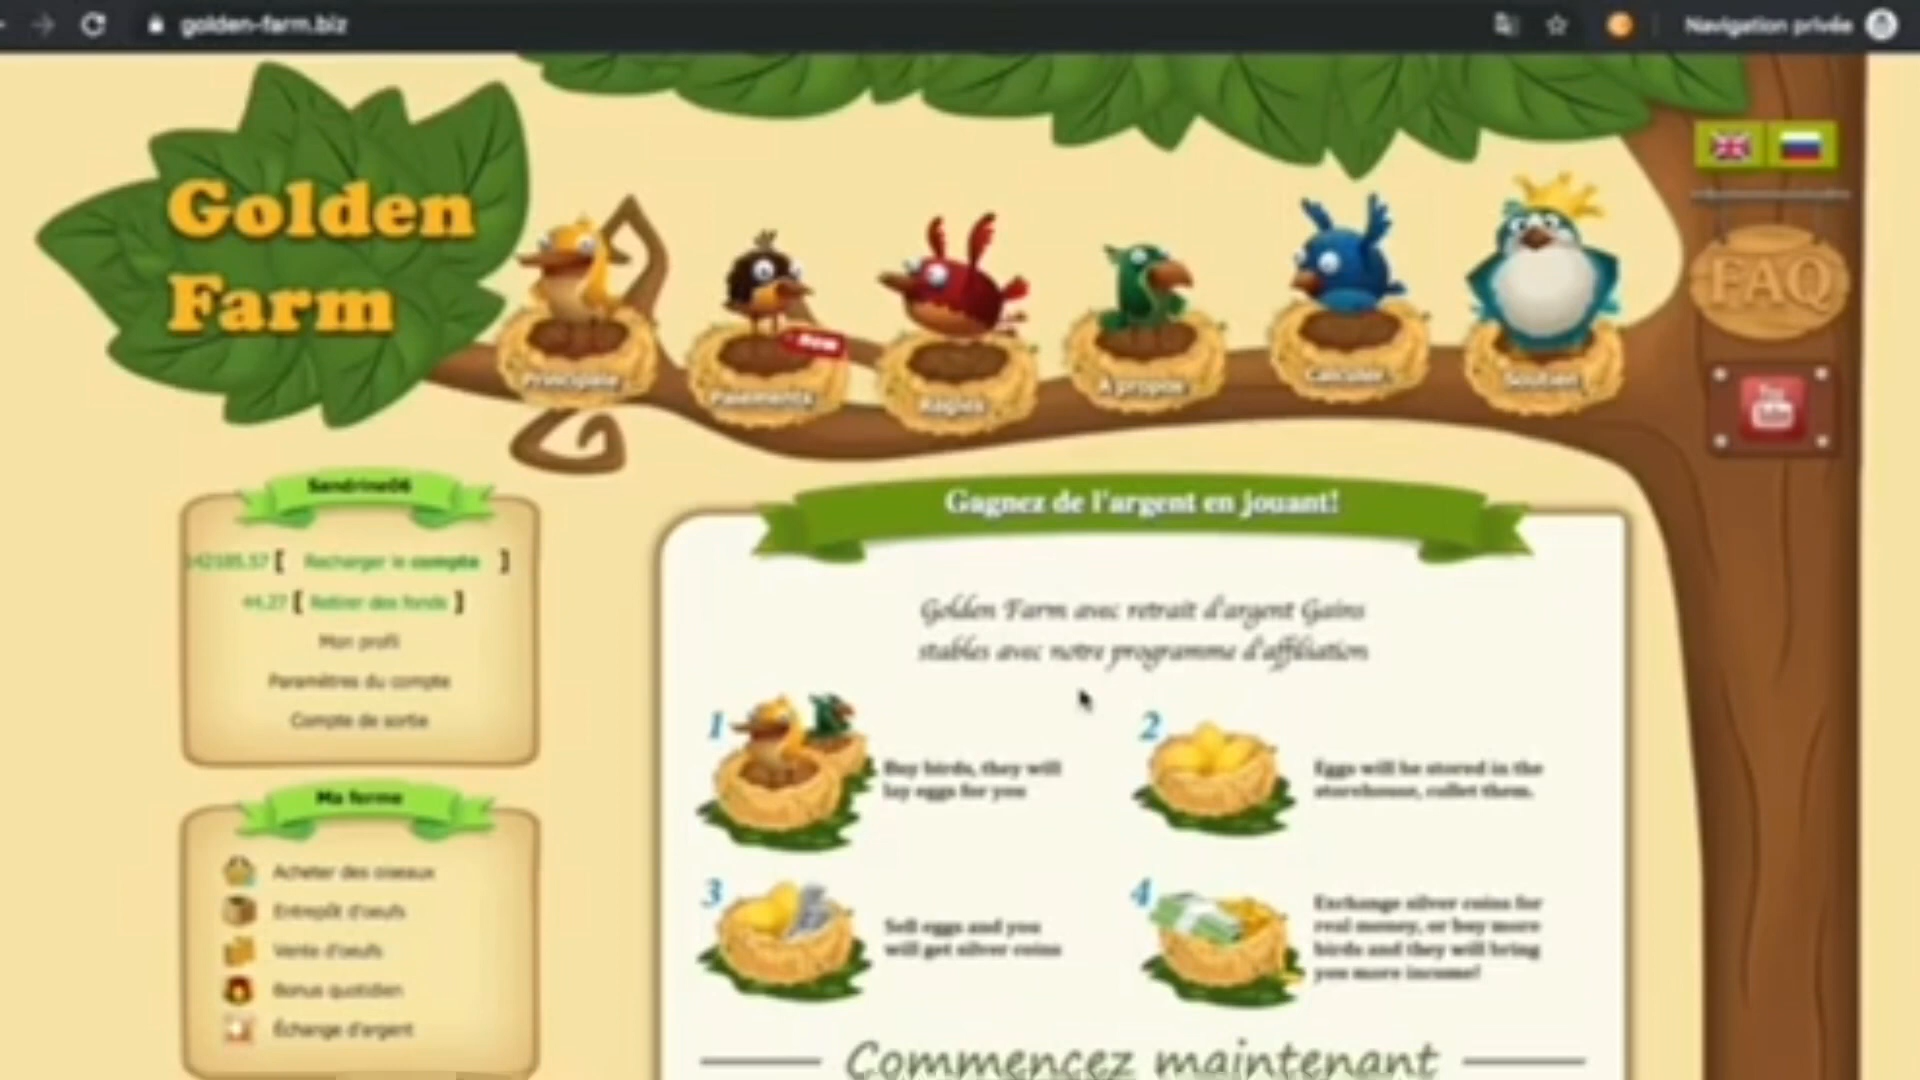 golden-farm.biz
Navigation privée
Golden
Farm
FAQ
Principale
new
Paiements
Règles
A propos
Calculer
Soutien
You
Tube
Sandrine06
[ Recharger le compte ]
44.27 [ Retirer des fonds ]
Mon profil
Paramètres du compte
Compte de sortie
Ma ferme
Acheter des oiseaux
Entrepôt d'oeufs
Vente d'oeufs
Bonus quotidien
Échange d'argent
Gagnez de l'argent en jouant!
Golden Farm avec retrait d'argent Gains
stables avec notre programme d'affiliation
1
Buy birds, they will
lay eggs for you
2
Eggs will be stored in the
storehouse, collet them.
3
Sell eggs and you
will get silver coins
4
Exchange silver coins for
real money, or buy more
birds and they will bring
you more income!
Commencez maintenant